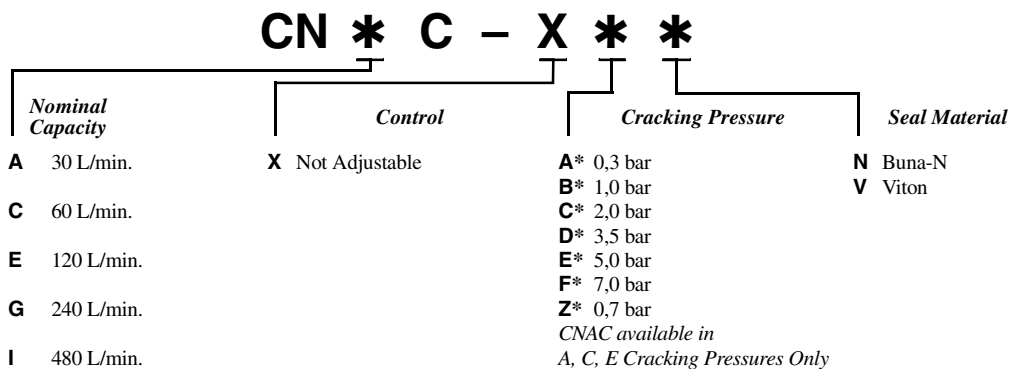 CN * C – X * *
Nominal
Capacity
A 30 L/min.
C 60 L/min.
E 120 L/min.
G 240 L/min.
I 480 L/min.
Control
X Not Adjustable
Cracking Pressure
A* 0,3 bar
B* 1,0 bar
C* 2,0 bar
D* 3,5 bar
E* 5,0 bar
F* 7,0 bar
Z* 0,7 bar
CNAC available in
A, C, E Cracking Pressures Only
Seal Material
N Buna-N
V Viton